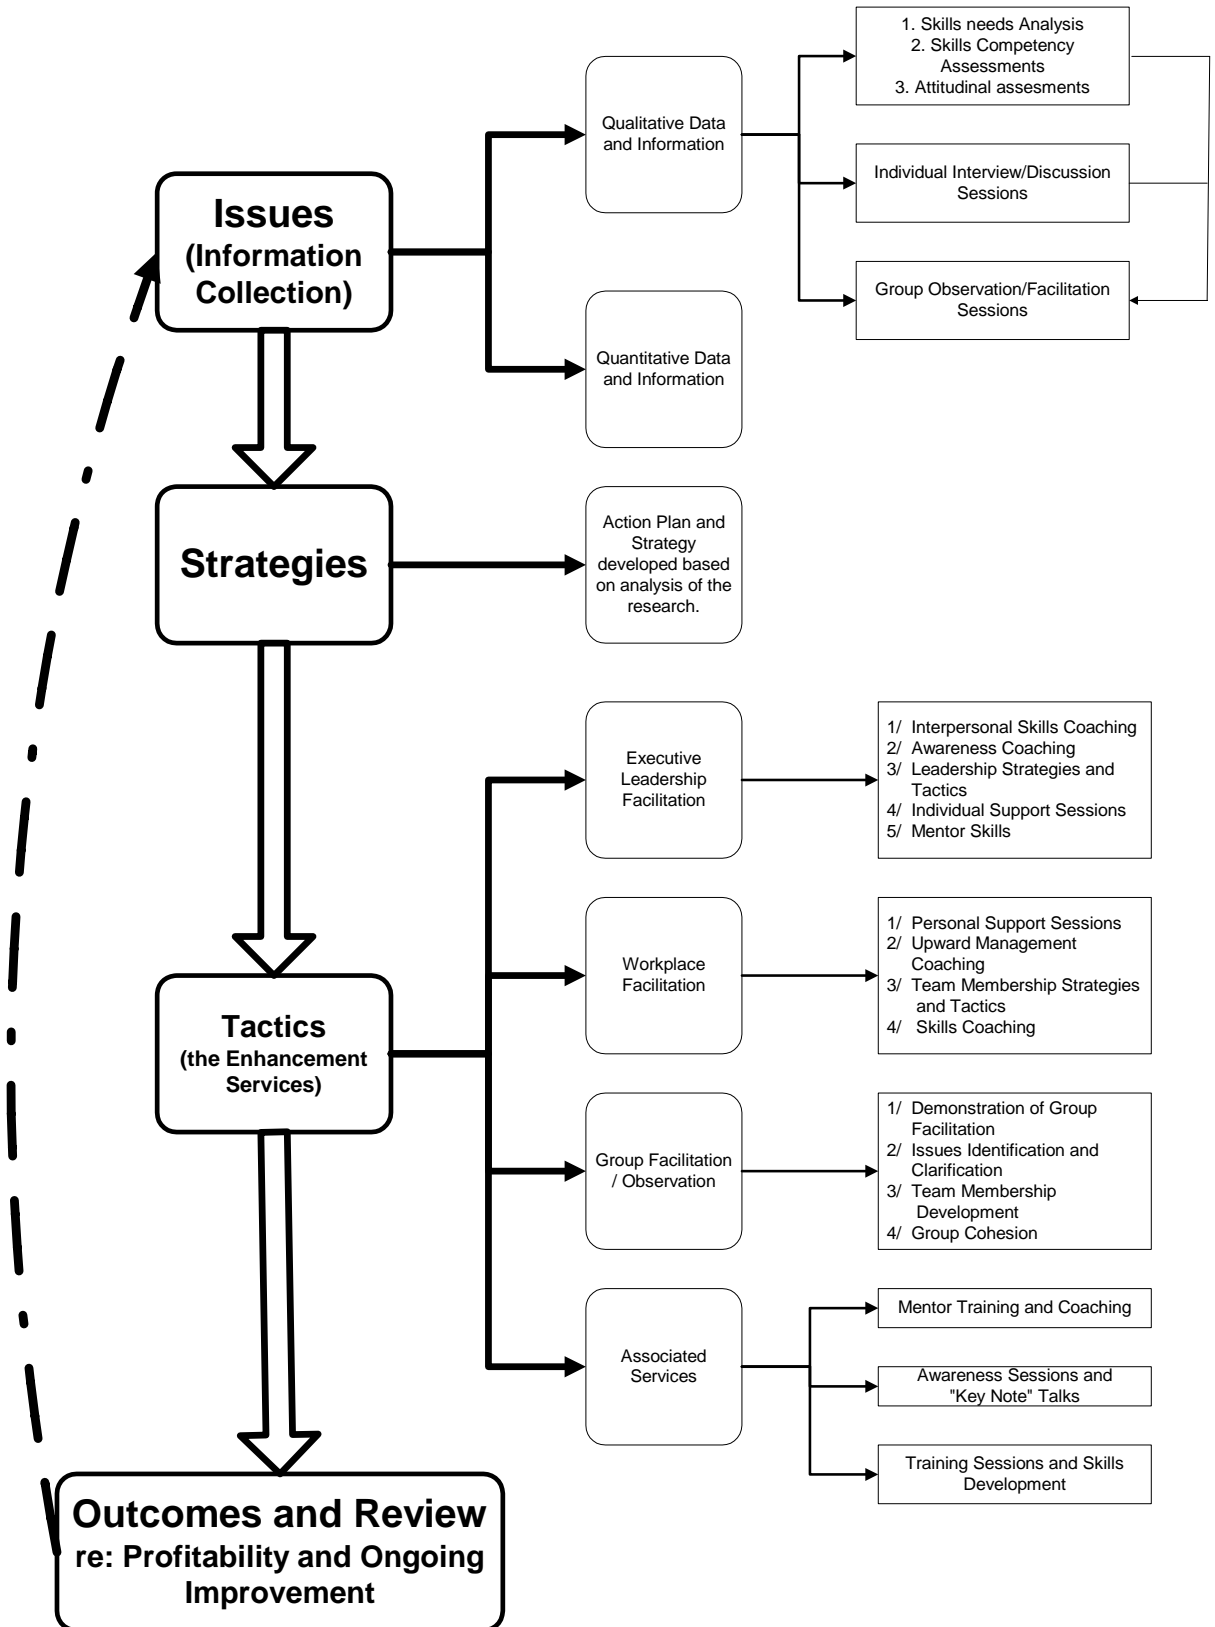 1. Skills needs Analysis
2. Skills Competency
Assessments
3. Attitudinal assesments
Qualitative Data
and Information
Individual Interview/Discussion
Sessions
Issues
(Information
Collection)
Group Observation/Facilitation
Sessions
Quantitative Data
and Information
Strategies
Action Plan and
Strategy
developed based
on analysis of the
research.
Executive
Leadership
Facilitation
1/ Interpersonal Skills Coaching
2/ Awareness Coaching
3/ Leadership Strategies and
Tactics
4/ Individual Support Sessions
5/ Mentor Skills
Workplace
Facilitation
1/ Personal Support Sessions
2/ Upward Management
Coaching
3/ Team Membership Strategies
and Tactics
4/ Skills Coaching
Tactics
(the Enhancement
Services)
Group Facilitation
/ Observation
1/ Demonstration of Group
Facilitation
2/ Issues Identification and
Clarification
3/ Team Membership
Development
4/ Group Cohesion
Associated
Services
Mentor Training and Coaching
Awareness Sessions and
"Key Note" Talks
Training Sessions and Skills
Development
Outcomes and Review
re: Profitability and Ongoing
Improvement